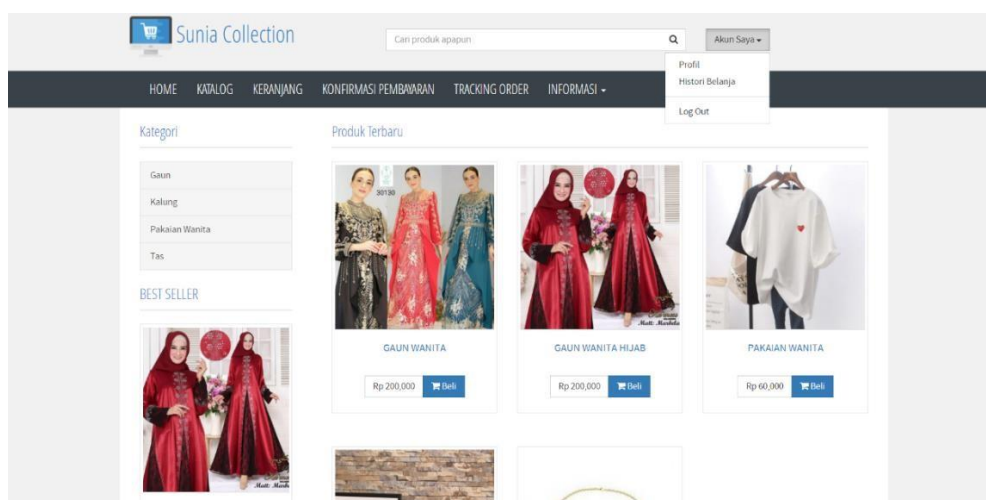 Sunia Collection
Cari produk apapun
Akun Saya
Profil
Histori Belanja
Log Out
HOME KATALOG KERANJANG KONFIRMASI PEMBAYARAN TRACKING ORDER INFORMASI
Kategori
Gaun
Kalung
Pakaian Wanita
Tas
BEST SELLER
Produk Terbaru
30130
GAUN WANITA
Rp 200,000 Beli
GAUN WANITA HIJAB
Rp 200,000 Beli
PAKAIAN WANITA
Rp 60,000 Beli